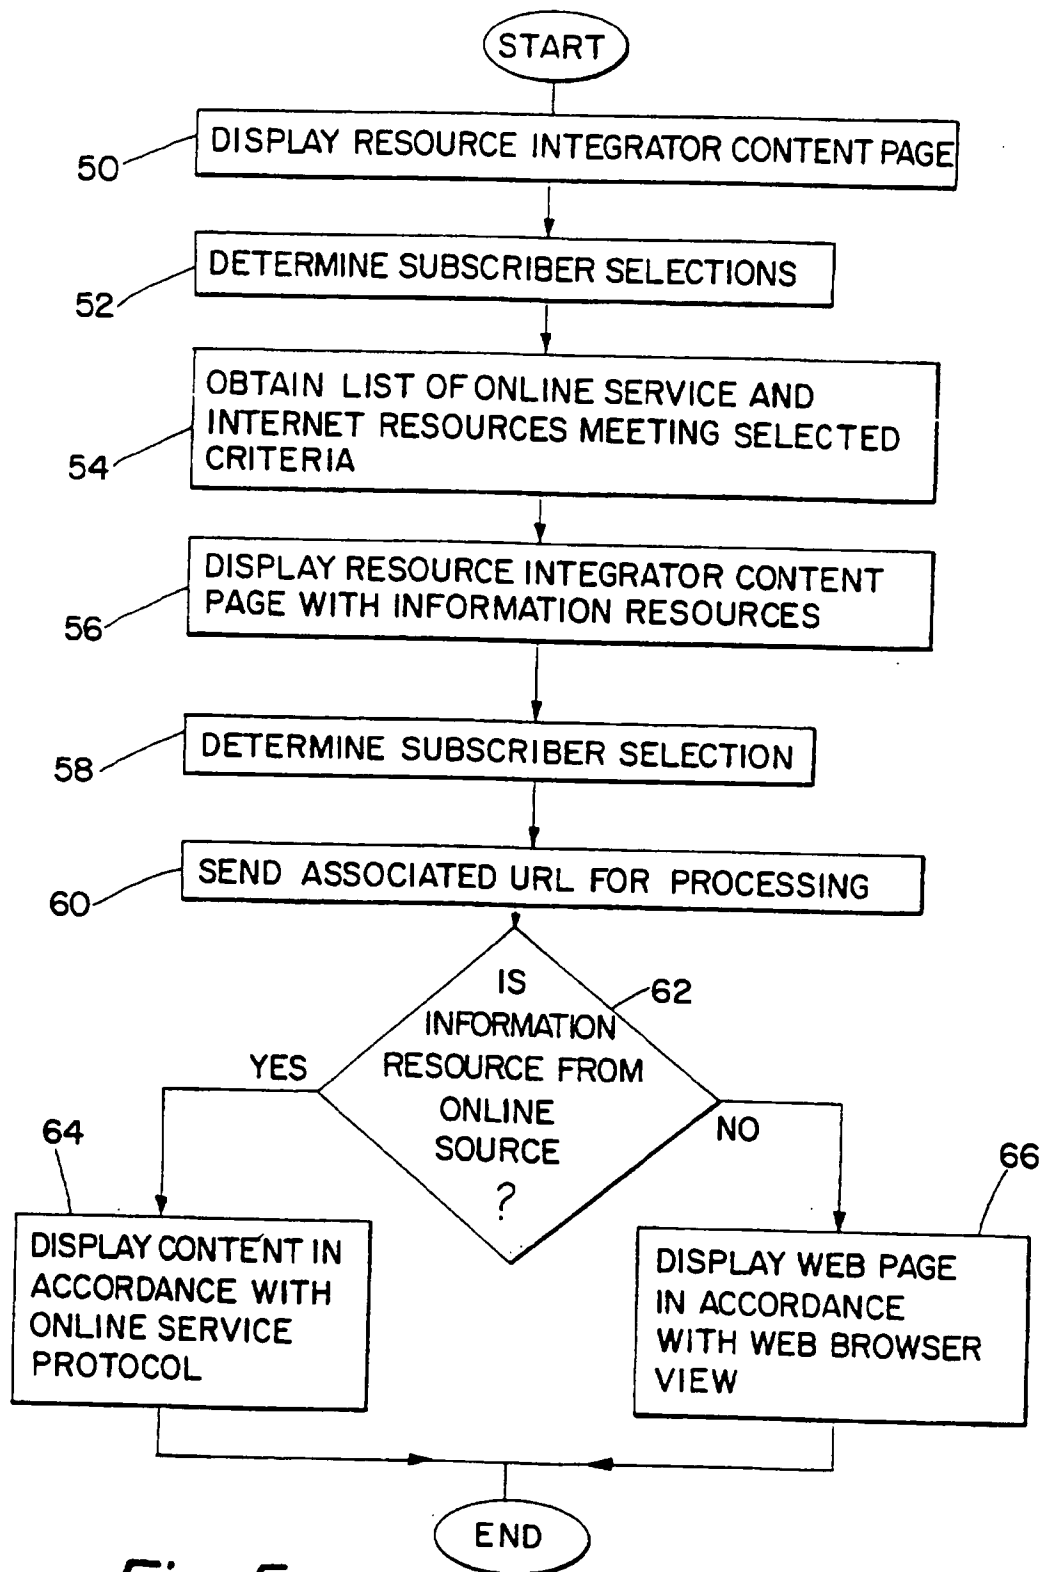 START
DISPLAY RESOURCE INTEGRATOR CONTENT PAGE
50
DETERMINE SUBSCRIBER SELECTIONS
52
OBTAIN LIST OF ONLINE SERVICE AND
INTERNET RESOURCES MEETING SELECTED
CRITERIA
54
DISPLAY RESOURCE INTEGRATOR CONTENT
PAGE WITH INFORMATION RESOURCES
56
DETERMINE SUBSCRIBER SELECTION
58
SEND ASSOCIATED URL FOR PROCESSING
60
IS
INFORMATION
RESOURCE FROM
ONLINE
SOURCE
?
62
YES
NO
64
DISPLAY CONTENT IN
ACCORDANCE WITH
ONLINE SERVICE
PROTOCOL
66
DISPLAY WEB PAGE
IN ACCORDANCE
WITH WEB BROWSER
VIEW
END